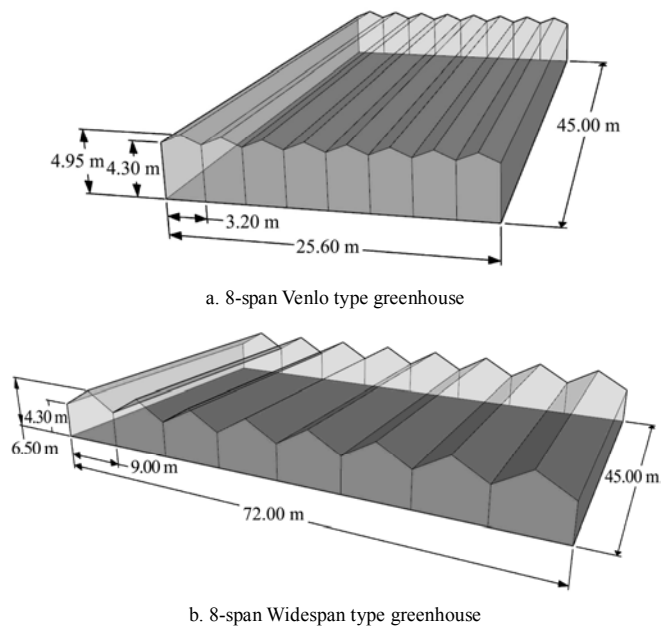 45.00 m
4.95 m
4.30 m
3.20 m
25.60 m
a. 8-span Venlo type greenhouse
4.30 m
6.50 m
9.00 m
45.00 m
72.00 m
b. 8-span Widespan type greenhouse